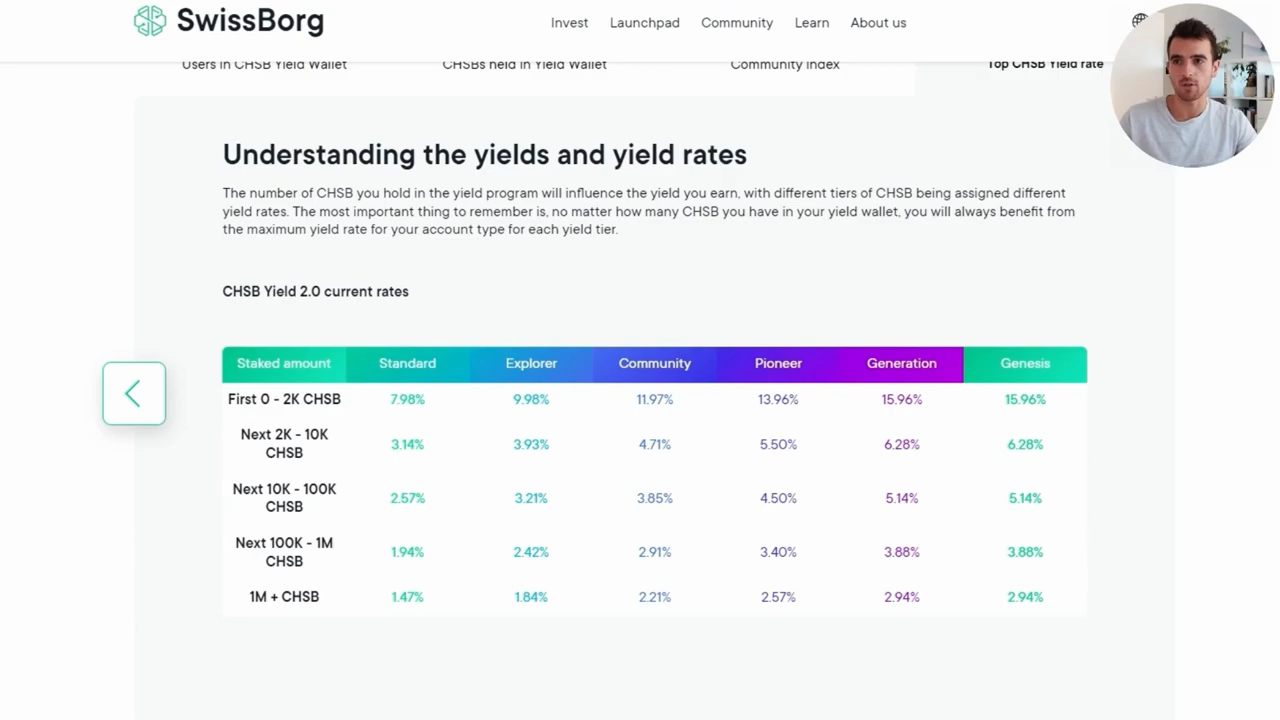 SwissBorg
Invest Launchpad Community Learn About us
Users in CHSB Yield Wallet CHSBs held in Yield Wallet Community Index Top CHSB Yield rate
Understanding the yields and yield rates
The number of CHSB you hold in the yield program will influence the yield you earn, with different tiers of CHSB being assigned different
yield rates. The most important thing to remember is, no matter how many CHSB you have in your yield wallet, you will always benefit from
the maximum yield rate for your account type for each yield tier.
CHSB Yield 2.0 current rates
Staked amount Standard Explorer Community Pioneer Generation Genesis
First 0 - 2K CHSB 7.98% 9.98% 11.97% 13.96% 15.96% 15.96%
Next 2K - 10K
CHSB 3.14% 3.93% 4.71% 5.50% 6.28% 6.28%
Next 10K - 100K
CHSB 2.57% 3.21% 3.85% 4.50% 5.14% 5.14%
Next 100K - 1M
CHSB 1.94% 2.42% 2.91% 3.40% 3.88% 3.88%
1M + CHSB 1.47% 1.84% 2.21% 2.57% 2.94% 2.94%